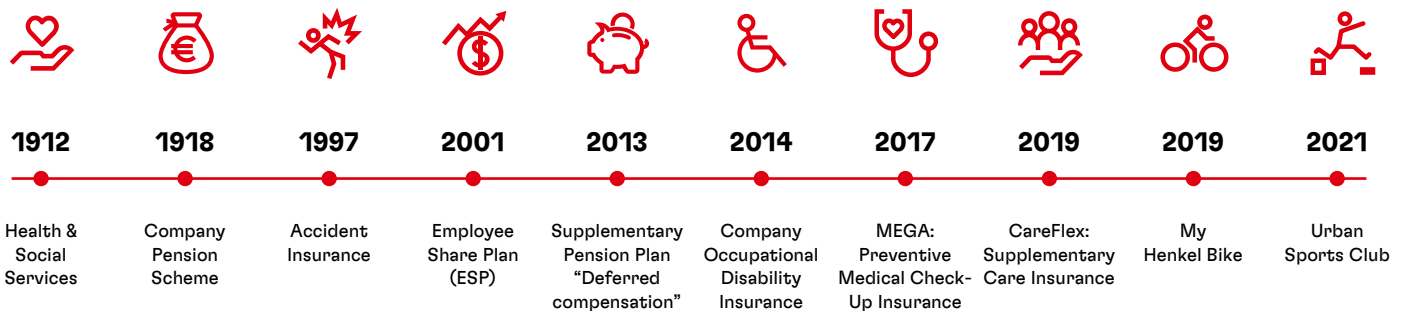 1912
1918
1997
2001
2013
2014
2017
2019
2019
2021
Health &
Social
Services
Company
Pension
Scheme
Accident
Insurance
Employee
Share Plan
(ESP)
Supplementary
Pension Plan
“Deferred
compensation”
Company
Occupational
Disability
Insurance
MEGA:
Preventive
Medical Check-
Up Insurance
CareFlex:
Supplementary
Care Insurance
My
Henkel Bike
Urban
Sports Club